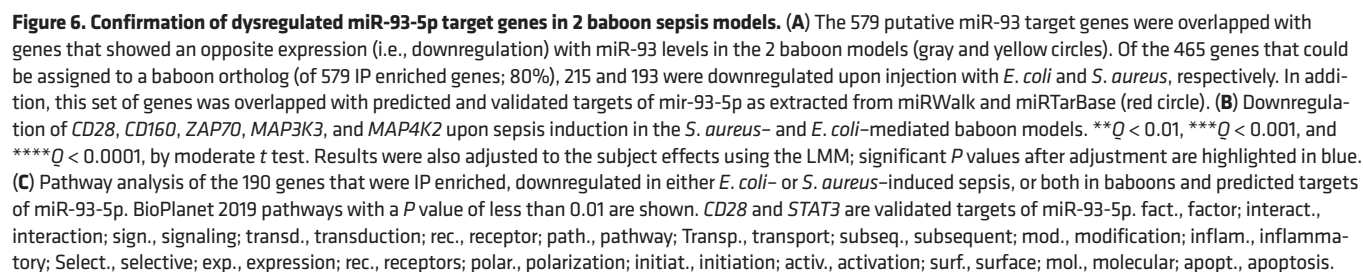 Figure 6. Confirmation of dysregulated miR-93-5p target genes in 2 baboon sepsis models. (A) The 579 putative miR-93 target genes were overlapped with
genes that showed an opposite expression (i.e., downregulation) with miR-93 levels in the 2 baboon models (gray and yellow circles). Of the 465 genes that could
be assigned to a baboon ortholog (of 579 IP enriched genes; 80%), 215 and 193 were downregulated upon injection with E. coli and S. aureus, respectively. In addi-
tion, this set of genes was overlapped with predicted and validated targets of mir-93-5p as extracted from miRWalk and miRTarBase (red circle). (B) Downregula-
tion of CD28, CD160, ZAP70, MAP3K3, and MAP4K2 upon sepsis induction in the S. aureus– and E. coli–mediated baboon models. **Q < 0.01, ***Q < 0.001, and
****Q < 0.0001, by moderate t test. Results were also adjusted to the subject effects using the LMM; significant P values after adjustment are highlighted in blue.
(C) Pathway analysis of the 190 genes that were IP enriched, downregulated in either E. coli– or S. aureus–induced sepsis, or both in baboons and predicted targets
of miR-93-5p. BioPlanet 2019 pathways with a P value of less than 0.01 are shown. CD28 and STAT3 are validated targets of miR-93-5p. fact., factor; interact.,
interaction; sign., signaling; transd., transduction; rec., receptor; path., pathway; Transp., transport; subseq., subsequent; mod., modification; inflam., inflamma-
tory; Select., selective; exp., expression; rec., receptors; polar., polarization; initiat., initiation; activ., activation; surf., surface; mol., molecular; apopt., apoptosis.